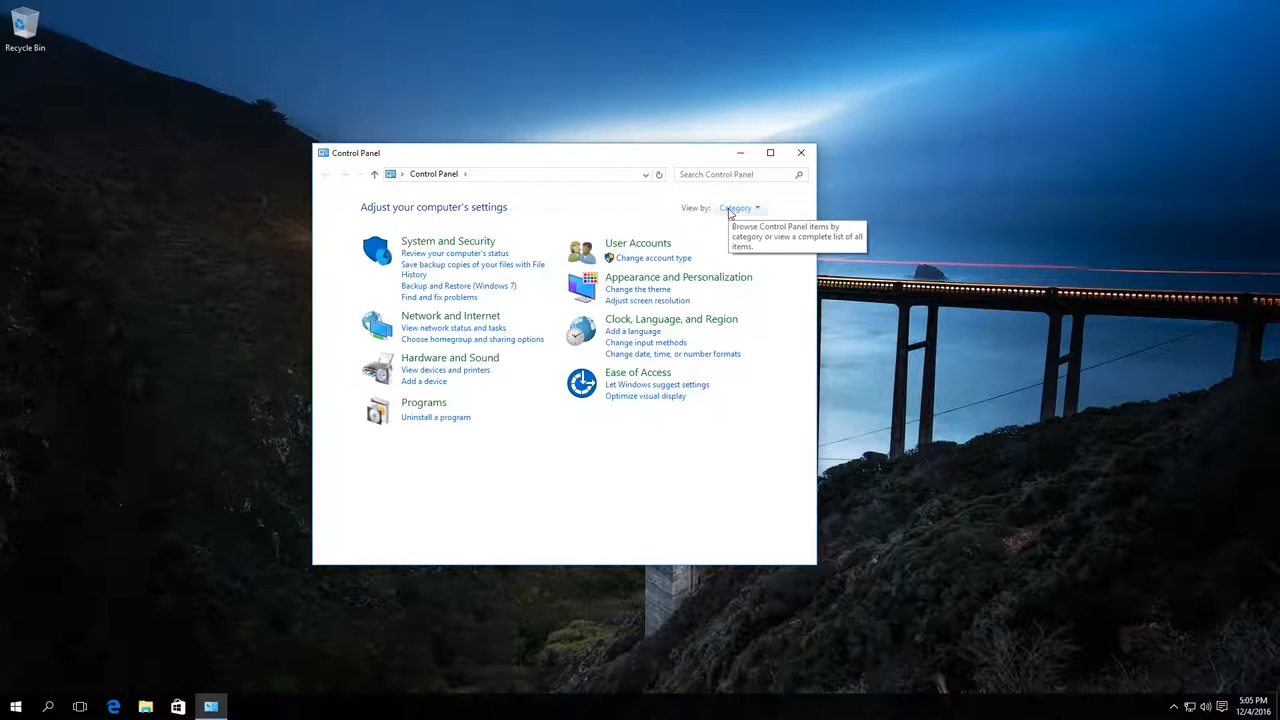 Recycle Bin
Control Panel
Control Panel
Search Control Panel
Adjust your computer's settings
View by: Category
Browse Control Panel items by
category or view a complete list of all
items.
System and Security
Review your computer's status
Save backup copies of your files with File
History
Backup and Restore (Windows 7)
Find and fix problems
Network and Internet
View network status and tasks
Choose homegroup and sharing options
Hardware and Sound
View devices and printers
Add a device
Programs
Uninstall a program
User Accounts
Change account type
Appearance and Personalization
Change the theme
Adjust screen resolution
Clock, Language, and Region
Add a language
Change input methods
Change date, time, or number formats
Ease of Access
Let Windows suggest settings
Optimize visual display
5:05 PM
12/4/2016